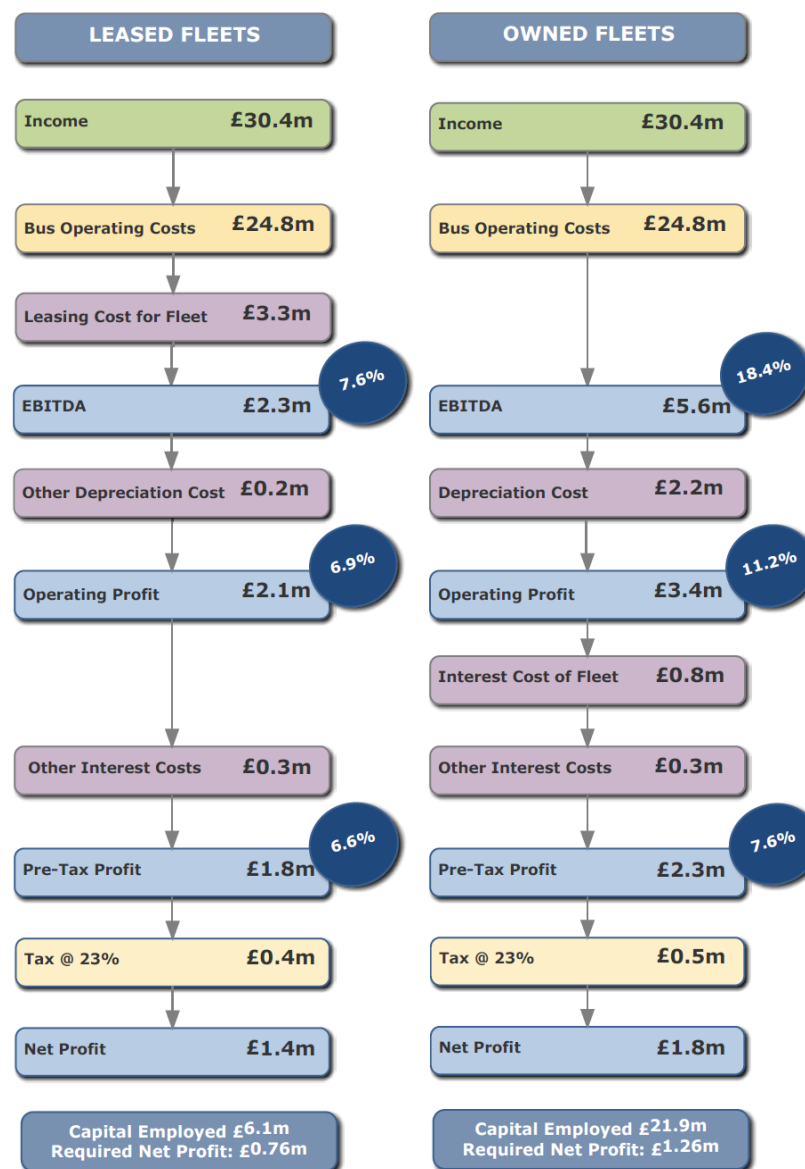 LEASED FLEETS
Income £30.4m
Bus Operating Costs £24.8m
Leasing Cost for Fleet £3.3m
7.6%
EBITDA £2.3m
Other Depreciation Cost £0.2m
6.9%
Operating Profit £2.1m
Other Interest Costs £0.3m
6.6%
Pre-Tax Profit £1.8m
Tax @ 23% £0.4m
Net Profit £1.4m
Capital Employed £6.1m
Required Net Profit: £0.76m
OWNED FLEETS
Income £30.4m
Bus Operating Costs £24.8m
18.4%
EBITDA £5.6m
Depreciation Cost £2.2m
11.2%
Operating Profit £3.4m
Interest Cost of Fleet £0.8m
Other Interest Costs £0.3m
7.6%
Pre-Tax Profit £2.3m
Tax @ 23% £0.5m
Net Profit £1.8m
Capital Employed £21.9m
Required Net Profit: £1.26m